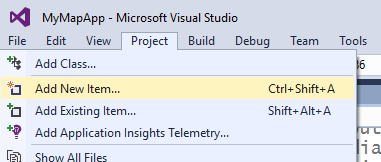 MyMapApp - Microsoft Visual Studio
File Edit View Project Build Debug Team Tools
Add Class...
Add New Item... Ctrl+Shift+A
Add Existing Item... Shift+Alt+A
Add Application Insights Telemetry...
Show All Files